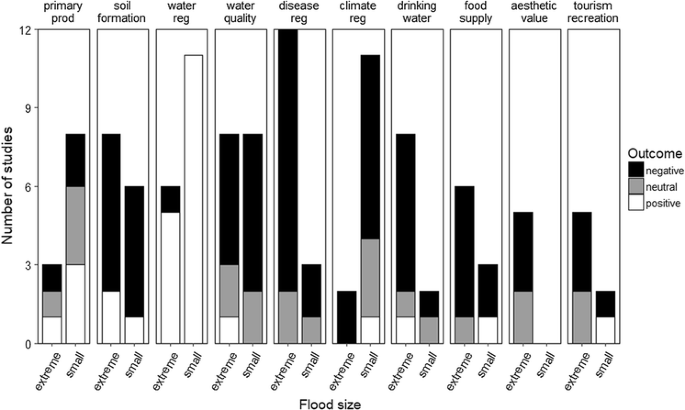 primary prod
soil formation
water reg
water quality
disease reg
climate reg
drinking water
food supply
aesthetic value
tourism recreation
12
9
6
3
0
Number of studies
extreme
small
extreme
small
extreme
small
extreme
small
extreme
small
extreme
small
extreme
small
extreme
small
extreme
small
extreme
small
Flood size
Outcome
negative
neutral
positive